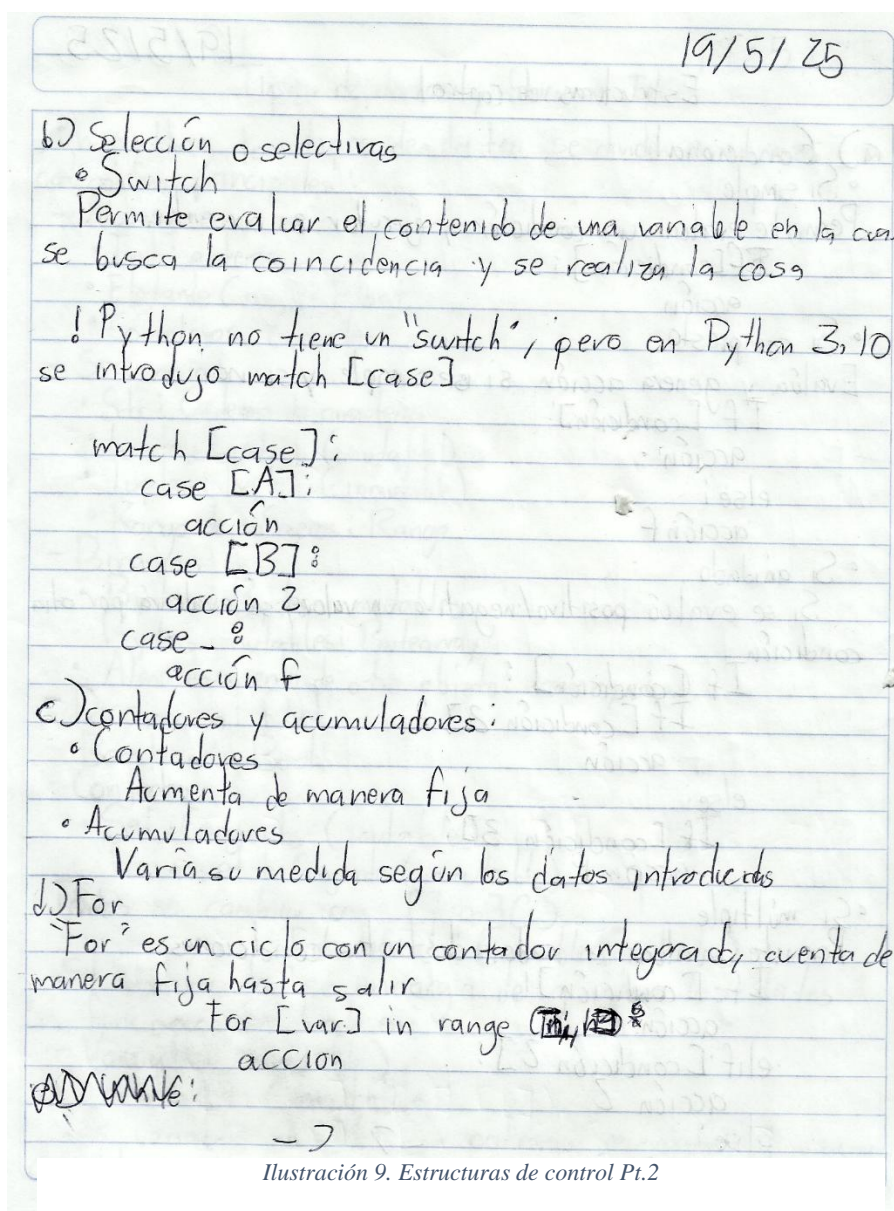 19/5/25
b) Selección o selectivas
• Switch
Permite evaluar el contenido de una variable en la cua
se busca la coincidencia y se realiza la cosa
! Python no tiene un "switch", pero en Python 3,10
se introdujo match [case]
match [case]:
case [A]:
acción
case [B]:
acción 2
case _:
acción f
c) contadores y acumuladores:
• Contadores
Aumenta de manera fija
• Acumuladores
Varia su medida según los datos introducidos
d) For
"For" es un ciclo con un contador integorado, cuenta de
manera fija hasta salir
For [var] in range
acción
->
Ilustración 9. Estructuras de control Pt.2